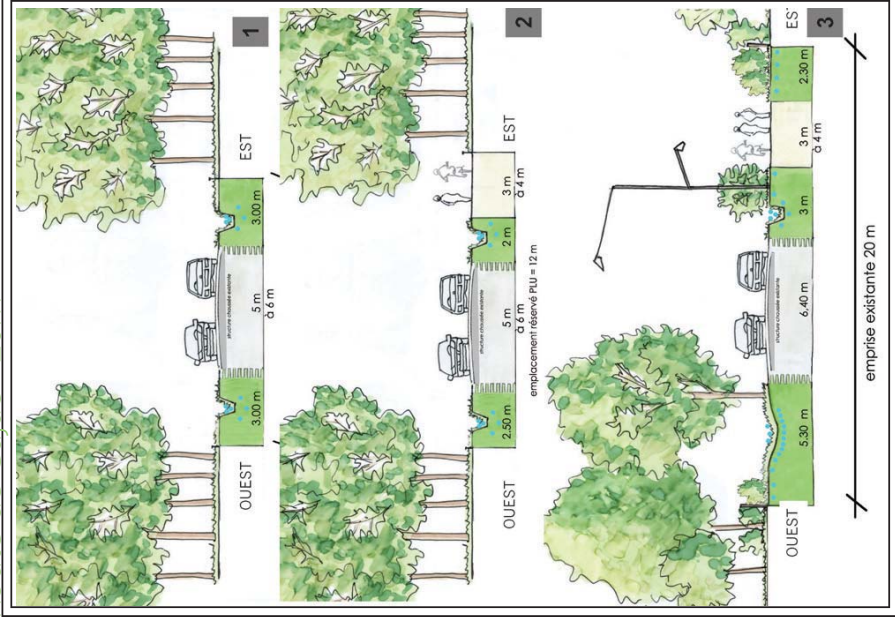 1
OUEST
EST
3.00 m
5 m
à 6 m
3.00 m
structure chaussée existante
2
OUEST
EST
2.50 m
5 m
à 6 m
2 m
3 m
à 4 m
structure chaussée existante
emplacement réservé PLU = 12 m
3
OUEST
EST
5.30 m
6.40 m
3 m
3 m
à 4 m
2.30 m
structure chaussée existante
emprise existante 20 m